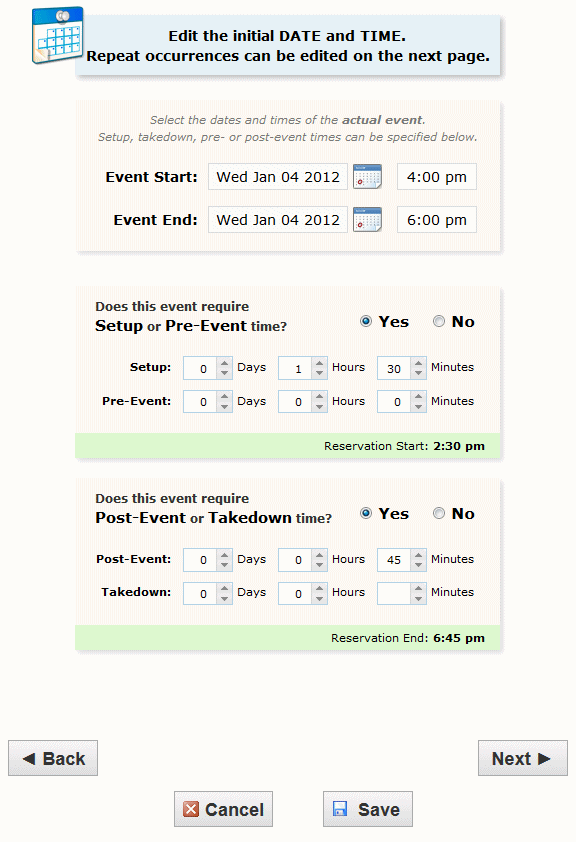 Edit the initial DATE and TIME.
Repeat occurrences can be edited on the next page.
Select the dates and times of the actual event.
Setup, takedown, pre- or post-event times can be specified below.
Event Start: Wed Jan 04 2012 4:00 pm
Event End: Wed Jan 04 2012 6:00 pm
Does this event require
Setup or Pre-Event time? Yes No
Setup: 0 Days 1 Hours 30 Minutes
Pre-Event: 0 Days 0 Hours 0 Minutes
Reservation Start: 2:30 pm
Does this event require
Post-Event or Takedown time? Yes No
Post-Event: 0 Days 0 Hours 45 Minutes
Takedown: 0 Days 0 Hours Minutes
Reservation End: 6:45 pm
◄ Back Next ►
Cancel Save